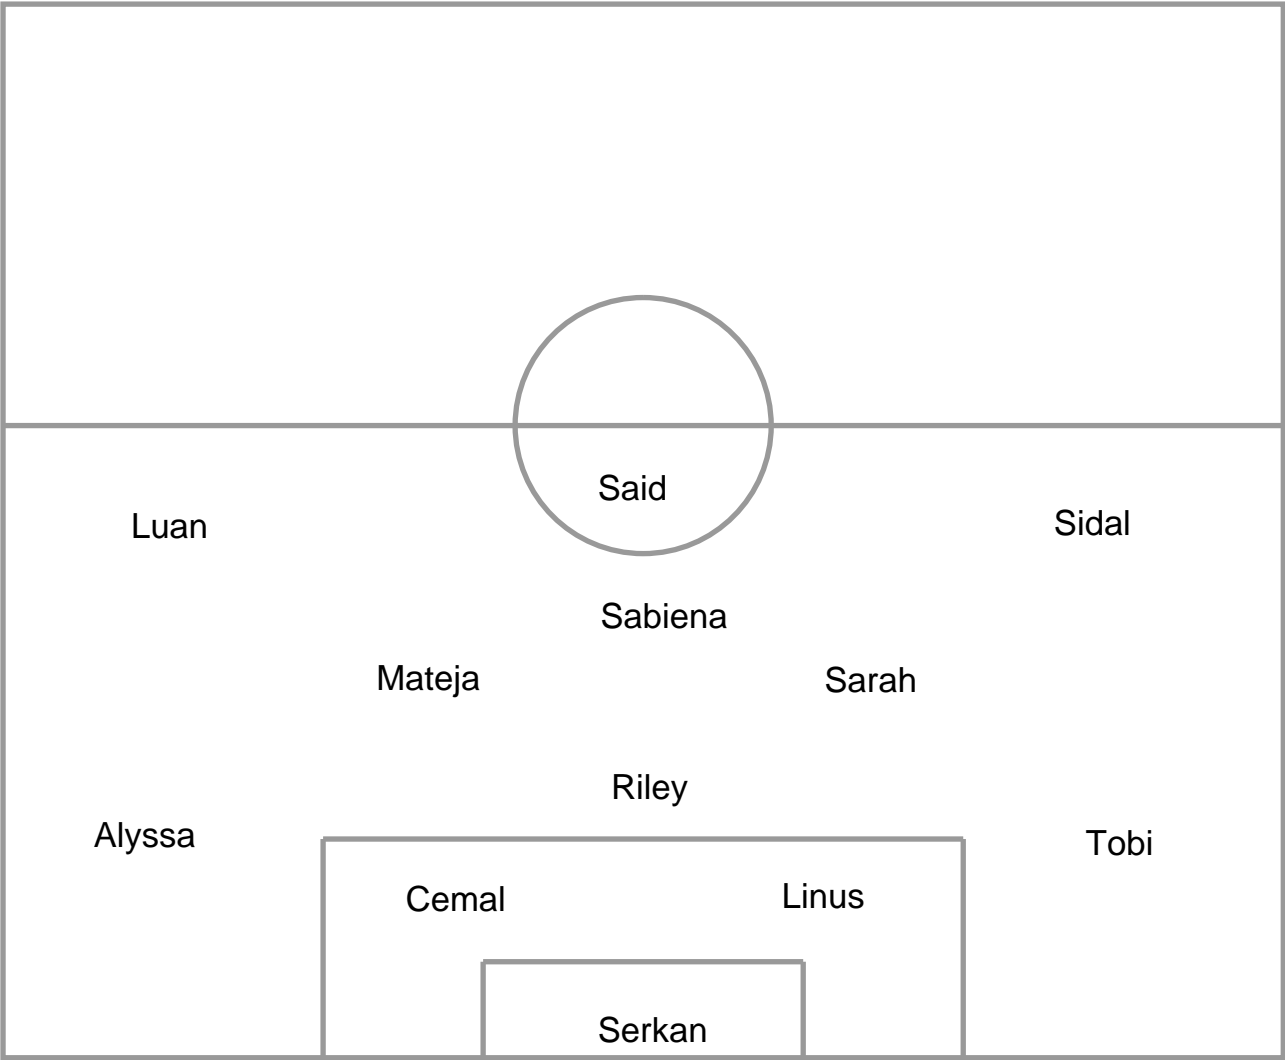 Said
Luan
Sidal
Sabiena
Mateja
Sarah
Riley
Alyssa
Tobi
Cemal
Linus
Serkan